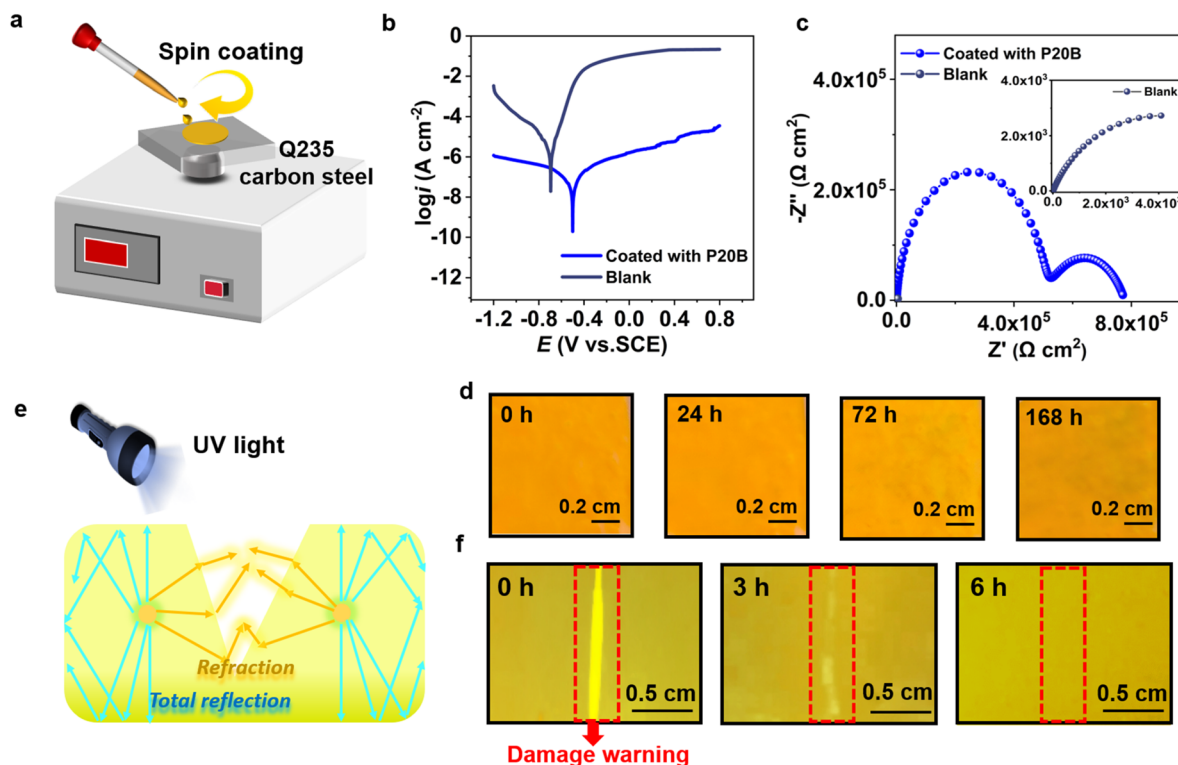 a
Spin coating
Q235
carbon steel
b
0
-2
-4
-6
-8
-10
-12
logi (A cm⁻²)
Coated with P20B
Blank
-1.2 -0.8 -0.4 0.0 0.4 0.8
E (V vs.SCE)
c
Coated with P20B
Blank
4.0x10⁵
2.0x10⁵
0.0
-Z'' (Ω cm²)
4.0x10³
2.0x10³
0.0
Blank
0.0 2.0x10³ 4.0x10³
0.0 4.0x10⁵ 8.0x10⁵
Z' (Ω cm²)
d
0 h
0.2 cm
24 h
0.2 cm
72 h
0.2 cm
168 h
0.2 cm
e
UV light
Refraction
Total reflection
f
0 h
0.5 cm
3 h
0.5 cm
6 h
0.5 cm
Damage warning